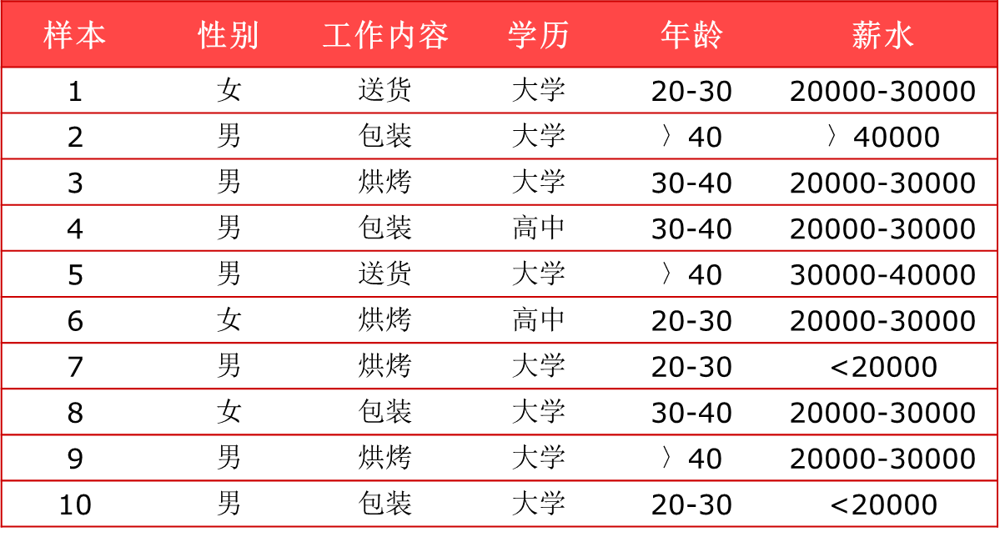 样本 性别 工作内容 学历 年龄 薪水
1 女 送货 大学 20-30 20000-30000
2 男 包装 大学 〉40 〉40000
3 男 烘烤 大学 30-40 20000-30000
4 男 包装 高中 30-40 20000-30000
5 男 送货 大学 〉40 30000-40000
6 女 烘烤 高中 20-30 20000-30000
7 男 烘烤 大学 20-30 <20000
8 女 包装 大学 30-40 20000-30000
9 男 烘烤 大学 〉40 20000-30000
10 男 包装 大学 20-30 <20000